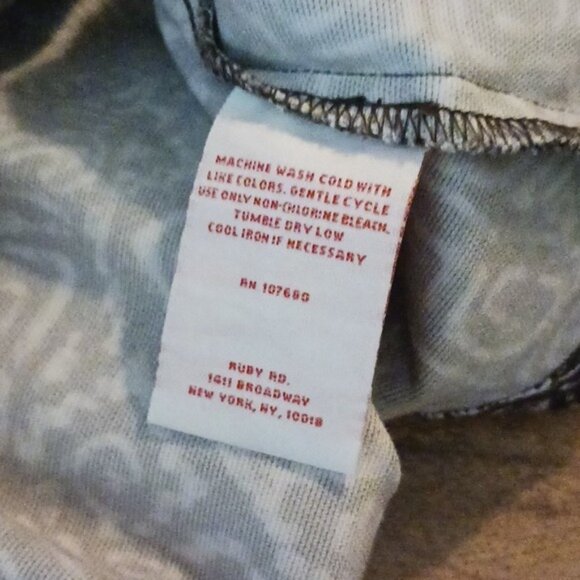 MACHINE WASH COLD WITH
LIKE COLORS. GENTLE CYCLE
USE ONLY NON-CHLORINE BLEACH.
TUMBLE DRY LOW
COOL IRON IF NECESSARY
RN 107680
RUBY RD.
1411 BROADWAY
NEW YORK, NY, 10018